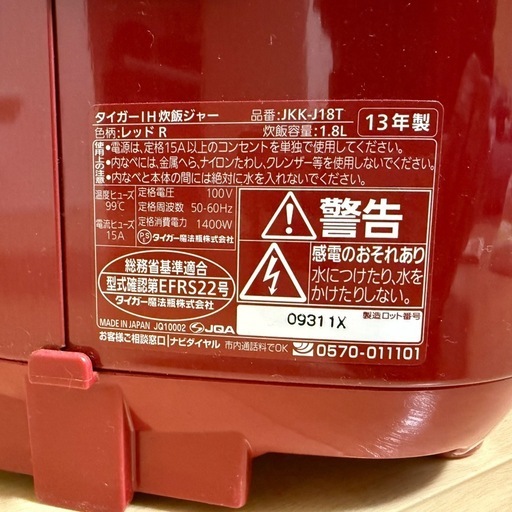 タイガーIH炊飯ジャー 品番:JKK-J18T 13年製
色柄:レッド R 炊飯容量:1.8L
使用上の注意
●電源は、定格15A以上のコンセントを単独で使用してください。
●内なべには、金属へら、ナイロンたわし、クレンザー等を使用しないでください。
●内なべと本体の間には絶対に水を入れないでください。
温度ヒューズ 99℃
電流ヒューズ 15A
定格電圧 100V
定格周波数 50-60Hz
定格消費電力 1400W
PSE タイガー魔法瓶株式会社
警告
感電のおそれあり
水につけたり、水を
かけたりしない。
総務省基準適合
型式確認第EFRS22号
タイガー魔法瓶株式会社
09311X 製造ロット番号
MADE IN JAPAN JQ10002 JQA
お客様ご相談窓口 ナビダイヤル 市内通話料でOK 0570-011101